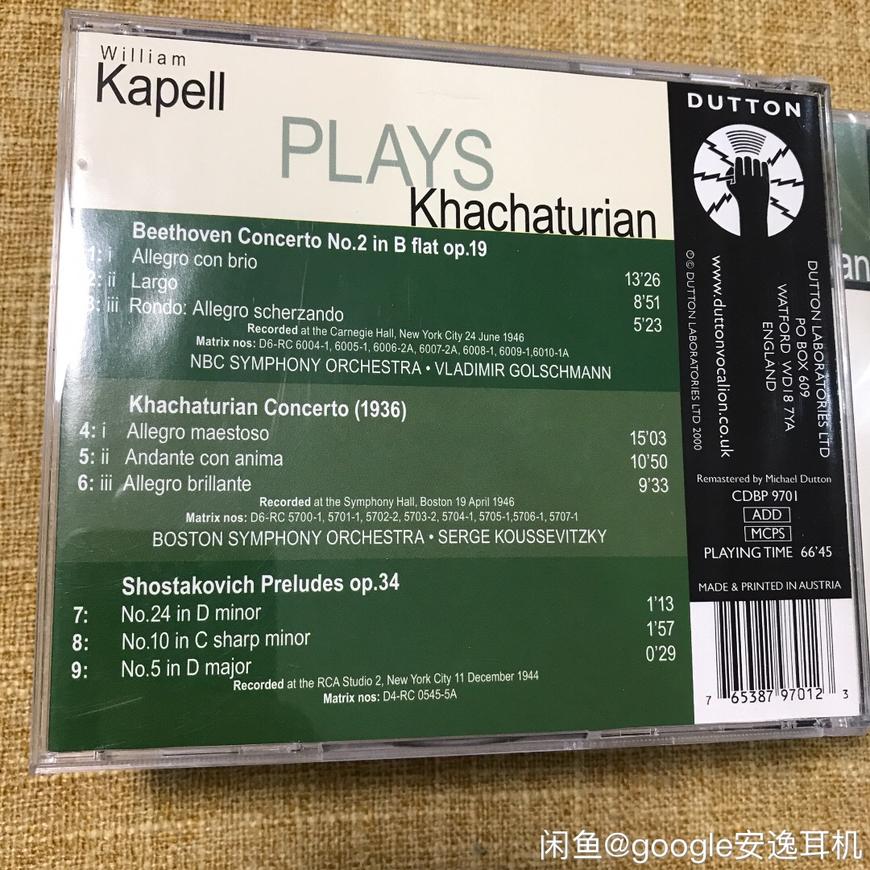 William
Kapell
PLAYS
Khachaturian
Beethoven Concerto No.2 in B flat op.19
1: i Allegro con brio 13'26
2: ii Largo 8'51
3: iii Rondo: Allegro scherzando 5'23
Recorded at the Carnegie Hall, New York City 24 June 1946
Matrix nos: D6-RC 6004-1, 6005-1, 6006-2A, 6007-2A, 6008-1, 6009-1,6010-1A
NBC SYMPHONY ORCHESTRA • VLADIMIR GOLSCHMANN
Khachaturian Concerto (1936)
4: i Allegro maestoso 15'03
5: ii Andante con anima 10'50
6: iii Allegro brillante 9'33
Recorded at the Symphony Hall, Boston 19 April 1946
Matrix nos: D6-RC 5700-1, 5701-1, 5702-2, 5703-2, 5704-1, 5705-1,5706-1, 5707-1
BOSTON SYMPHONY ORCHESTRA • SERGE KOUSSEVITZKY
Shostakovich Preludes op.34
7: No.24 in D minor 1'13
8: No.10 in C sharp minor 1'57
9: No.5 in D major 0'29
Recorded at the RCA Studio 2, New York City 11 December 1944
Matrix nos: D4-RC 0545-5A
DUTTON
DUTTON LABORATORIES LTD
PO BOX 609
WATFORD WD18 7YA
ENGLAND
www.duttonvocalion.co.uk
℗© DUTTON LABORATORIES LTD 2000
Remastered by Michael Dutton
CDBP 9701
ADD
MCPS
PLAYING TIME 66'45
MADE & PRINTED IN AUSTRIA
7 65387 97012 3
an
闲鱼@google安逸耳机